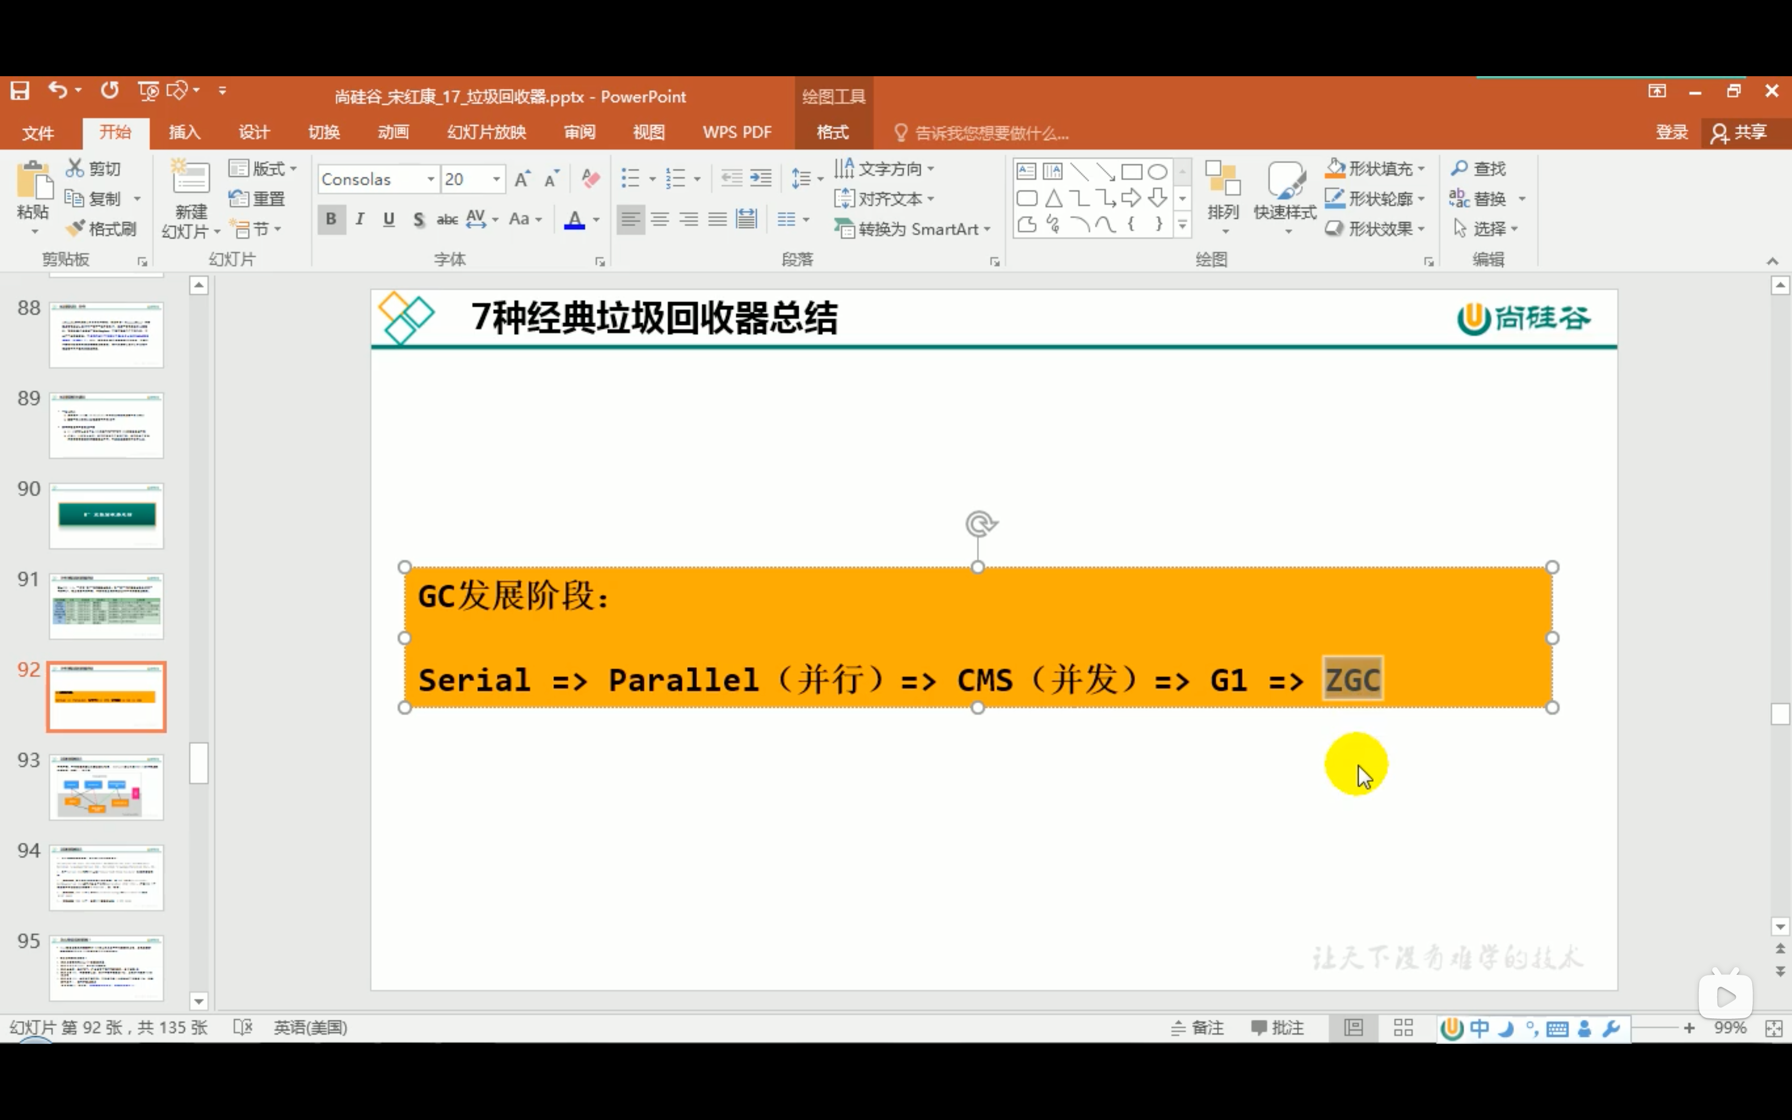 尚硅谷_宋红康_17_垃圾回收器.pptx - PowerPoint
绘图工具
文件 开始 插入 设计 切换 动画 幻灯片放映 审阅 视图 WPS PDF 格式 告诉我您想要做什么... 登录 共享
粘贴 剪切 复制 格式刷 剪贴板
新建幻灯片 版式 重置 节 幻灯片
Consolas 20
B I U S abc AV Aa A
字体
文字方向 对齐文本 转换为 SmartArt 段落
排列 快速样式 形状填充 形状轮廓 形状效果 绘图
查找 替换 选择 编辑
88
89
90
91
92
93
94
95
7种经典垃圾回收器总结
尚硅谷
GC发展阶段：
Serial => Parallel（并行）=> CMS（并发）=> G1 => ZGC
让天下没有难学的技术
幻灯片 第 92 张，共 135 张 英语(美国) 备注 批注 中 99%